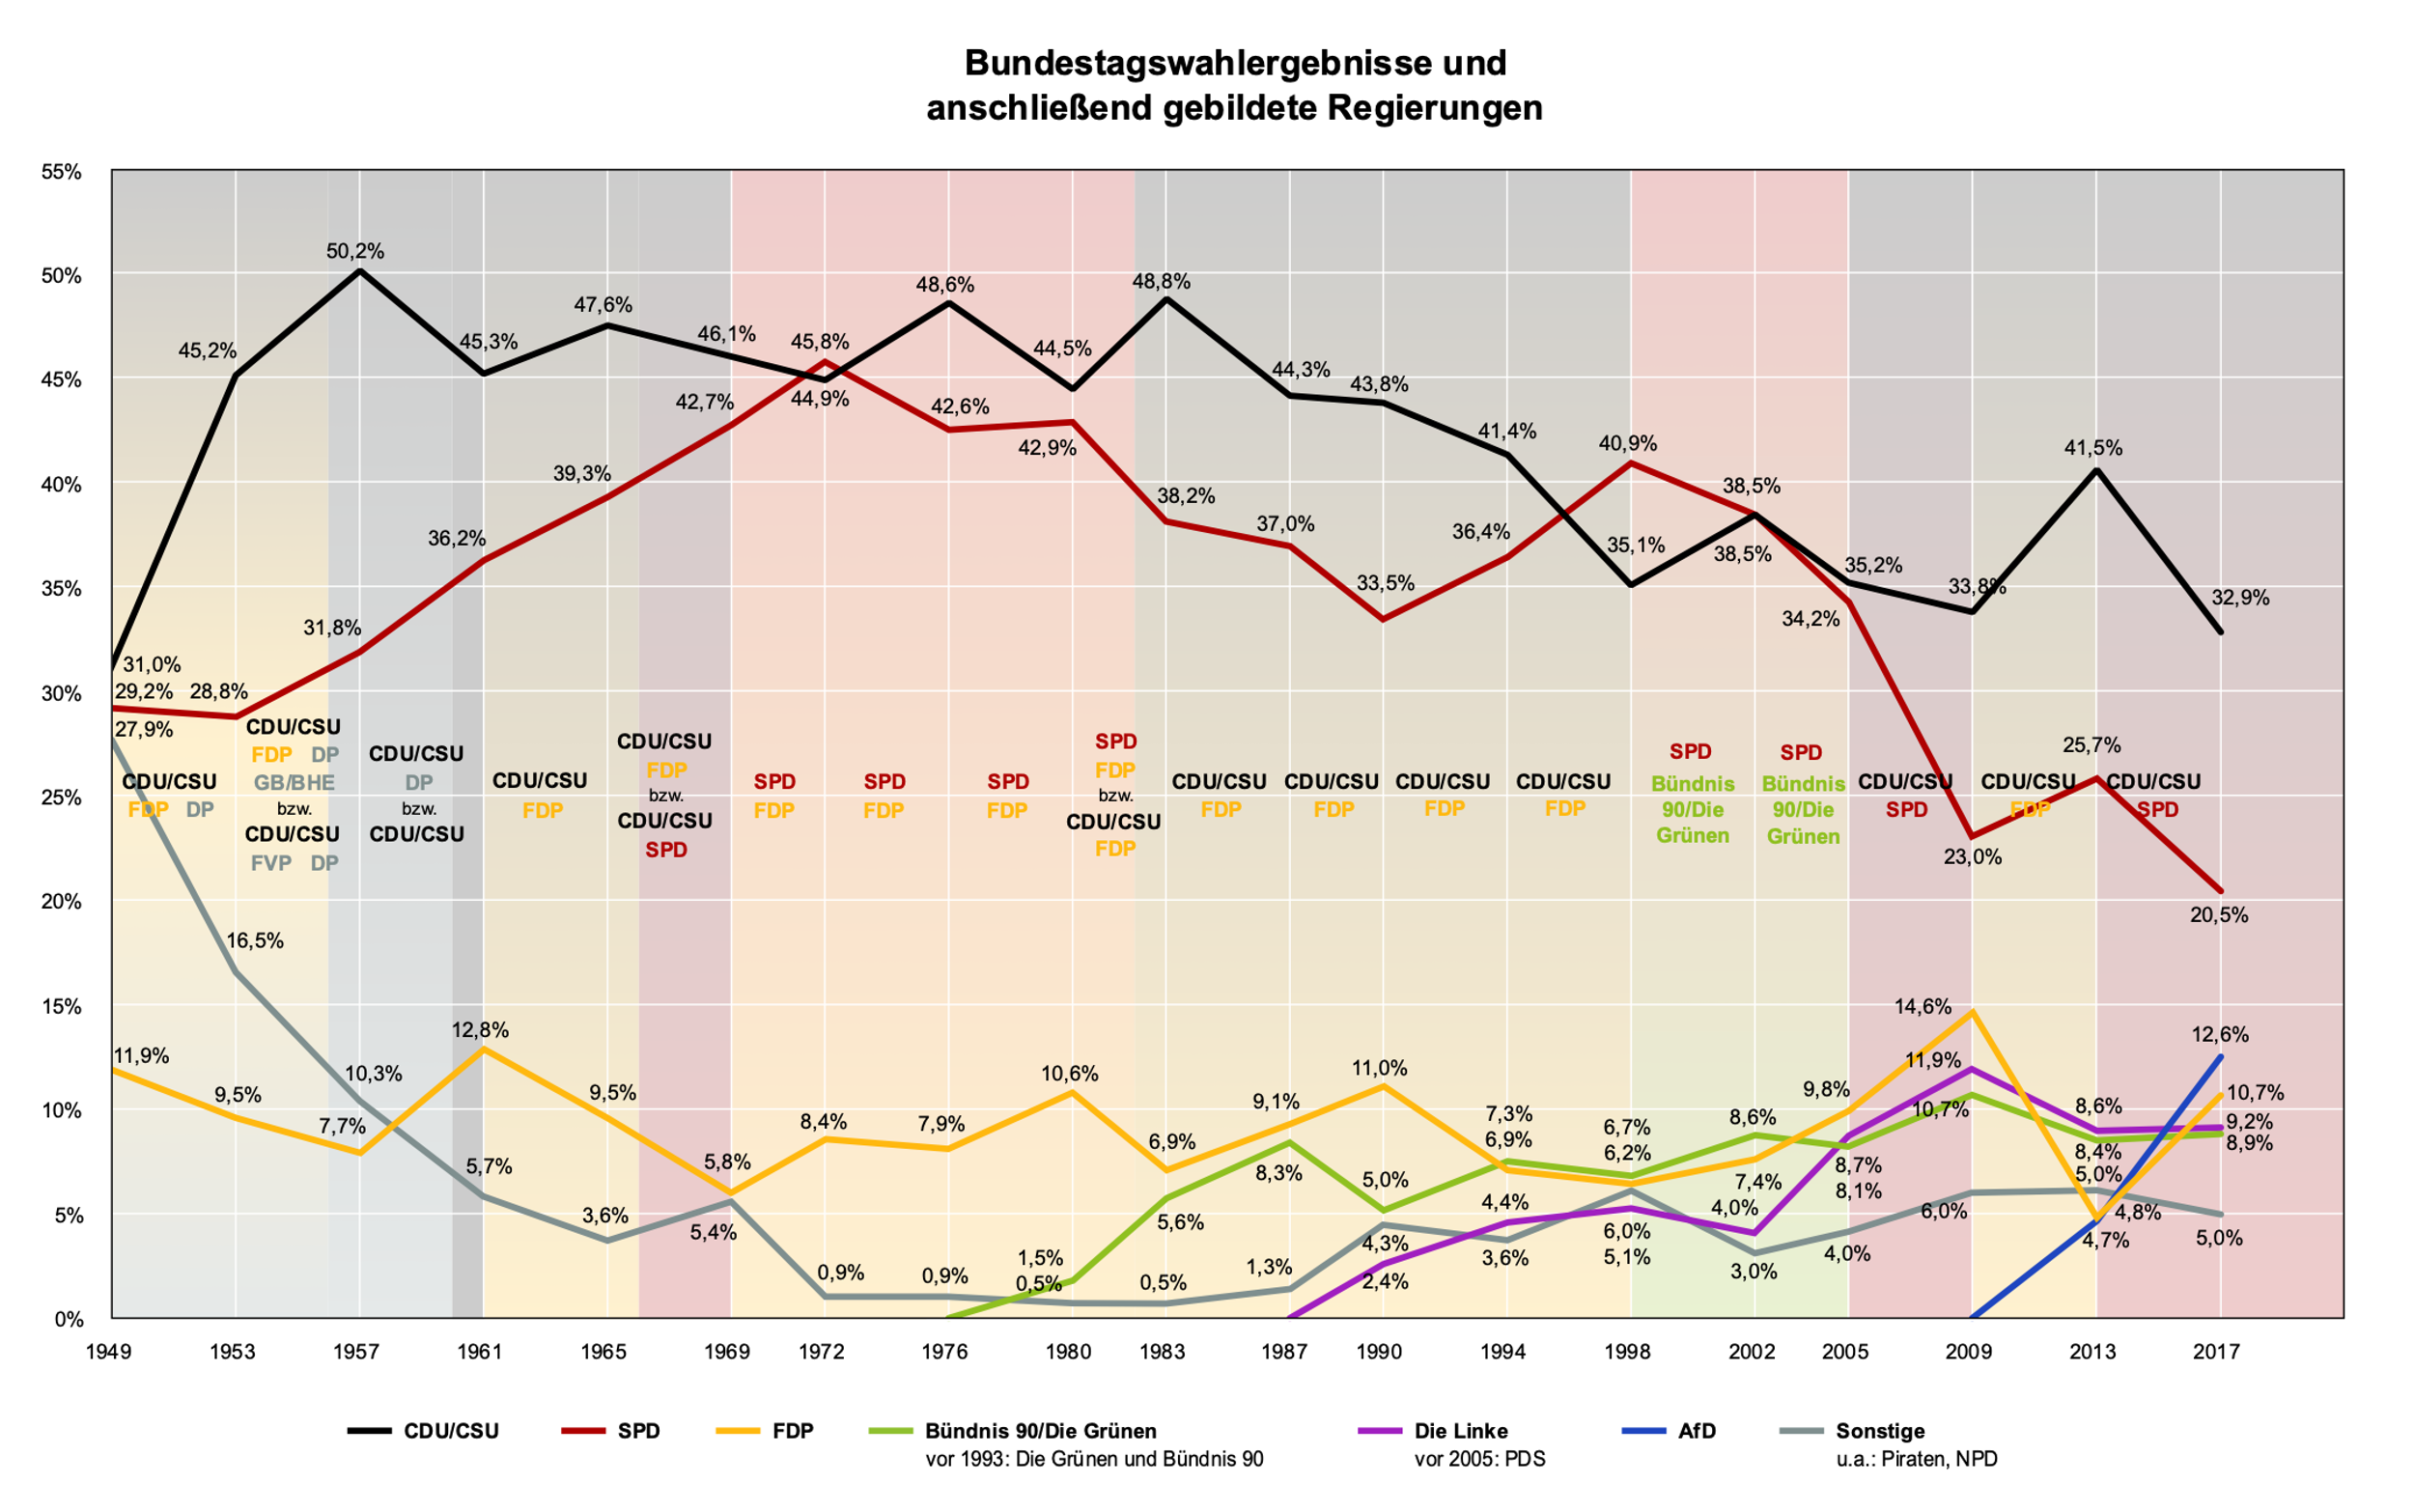 Bundestagswahlergebnisse und
anschließend gebildete Regierungen
55%
50%
45%
40%
35%
30%
25%
20%
15%
10%
5%
0%
31,0%
45,2%
50,2%
45,3%
47,6%
46,1%
44,9%
48,6%
44,5%
48,8%
44,3%
43,8%
41,4%
35,1%
38,5%
35,2%
33,8%
41,5%
32,9%
29,2%
28,8%
31,8%
36,2%
39,3%
42,7%
45,8%
42,6%
42,9%
38,2%
37,0%
33,5%
36,4%
40,9%
38,5%
34,2%
23,0%
25,7%
20,5%
27,9%
16,5%
10,3%
5,7%
3,6%
5,4%
0,9%
0,9%
0,5%
0,5%
1,3%
4,3%
3,6%
6,0%
3,0%
4,0%
6,0%
5,0%
5,0%
11,9%
9,5%
7,7%
12,8%
9,5%
5,8%
8,4%
7,9%
10,6%
6,9%
9,1%
11,0%
6,9%
6,2%
7,4%
9,8%
14,6%
4,8%
10,7%
1,5%
5,6%
8,3%
5,0%
7,3%
6,7%
8,6%
8,1%
10,7%
8,4%
8,9%
2,4%
4,4%
5,1%
4,0%
8,7%
11,9%
8,6%
9,2%
4,7%
12,6%
CDU/CSU
FDP DP
CDU/CSU
FDP DP
GB/BHE
bzw.
CDU/CSU
FVP DP
CDU/CSU
DP
bzw.
CDU/CSU
CDU/CSU
FDP
CDU/CSU
FDP
bzw.
CDU/CSU
SPD
SPD
FDP
SPD
FDP
SPD
FDP
SPD
FDP
bzw.
CDU/CSU
FDP
CDU/CSU
FDP
CDU/CSU
FDP
CDU/CSU
FDP
CDU/CSU
FDP
SPD
Bündnis
90/Die
Grünen
SPD
Bündnis
90/Die
Grünen
CDU/CSU
SPD
CDU/CSU
FDP
CDU/CSU
SPD
1949 1953 1957 1961 1965 1969 1972 1976 1980 1983 1987 1990 1994 1998 2002 2005 2009 2013 2017
CDU/CSU
SPD
FDP
Bündnis 90/Die Grünen
vor 1993: Die Grünen und Bündnis 90
Die Linke
vor 2005: PDS
AfD
Sonstige
u.a.: Piraten, NPD